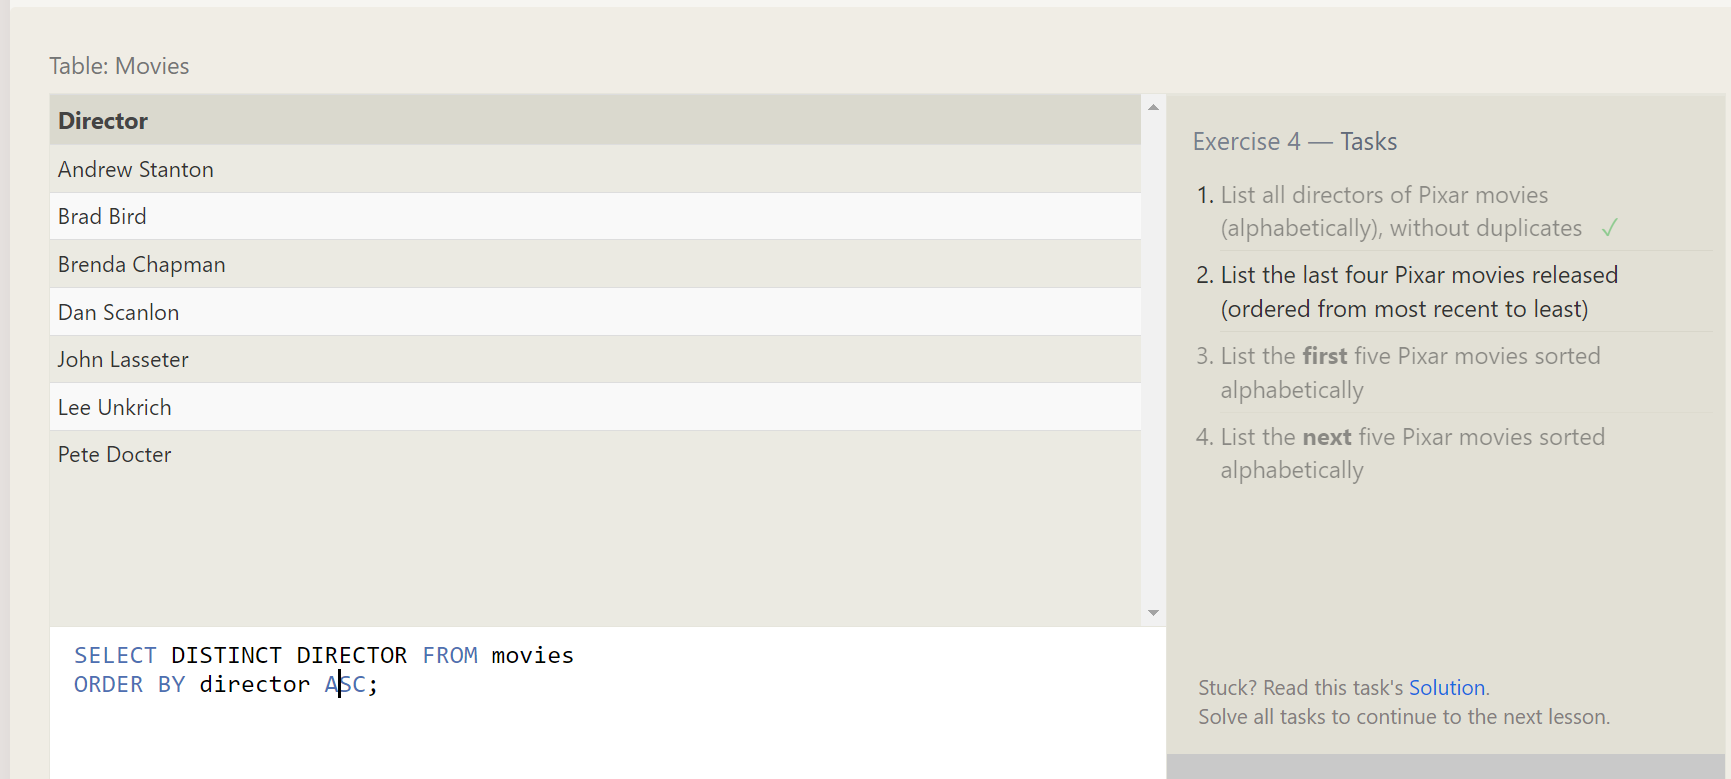 Table: Movies
Director
Andrew Stanton
Brad Bird
Brenda Chapman
Dan Scanlon
John Lasseter
Lee Unkrich
Pete Docter
SELECT DISTINCT DIRECTOR FROM movies
ORDER BY director ASC;
Exercise 4 — Tasks
1. List all directors of Pixar movies
(alphabetically), without duplicates ✓
2. List the last four Pixar movies released
(ordered from most recent to least)
3. List the first five Pixar movies sorted
alphabetically
4. List the next five Pixar movies sorted
alphabetically
Stuck? Read this task's Solution.
Solve all tasks to continue to the next lesson.